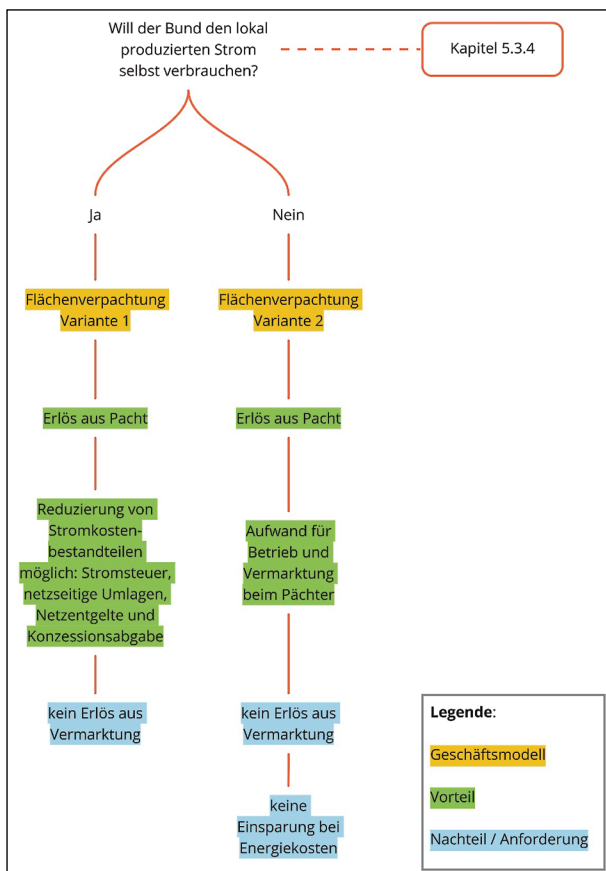 Will der Bund den lokal
produzierten Strom
selbst verbrauchen?
Kapitel 5.3.4
Ja
Nein
Flächenverpachtung
Variante 1
Flächenverpachtung
Variante 2
Erlös aus Pacht
Erlös aus Pacht
Reduzierung von
Stromkosten-
bestandteilen
möglich: Stromsteuer,
netzseitige Umlagen,
Netzentgelte und
Konzessionsabgabe
Aufwand für
Betrieb und
Vermarktung
beim Pächter
kein Erlös aus
Vermarktung
kein Erlös aus
Vermarktung
keine
Einsparung bei
Energiekosten
Legende:
Geschäftsmodell
Vorteil
Nachteil / Anforderung